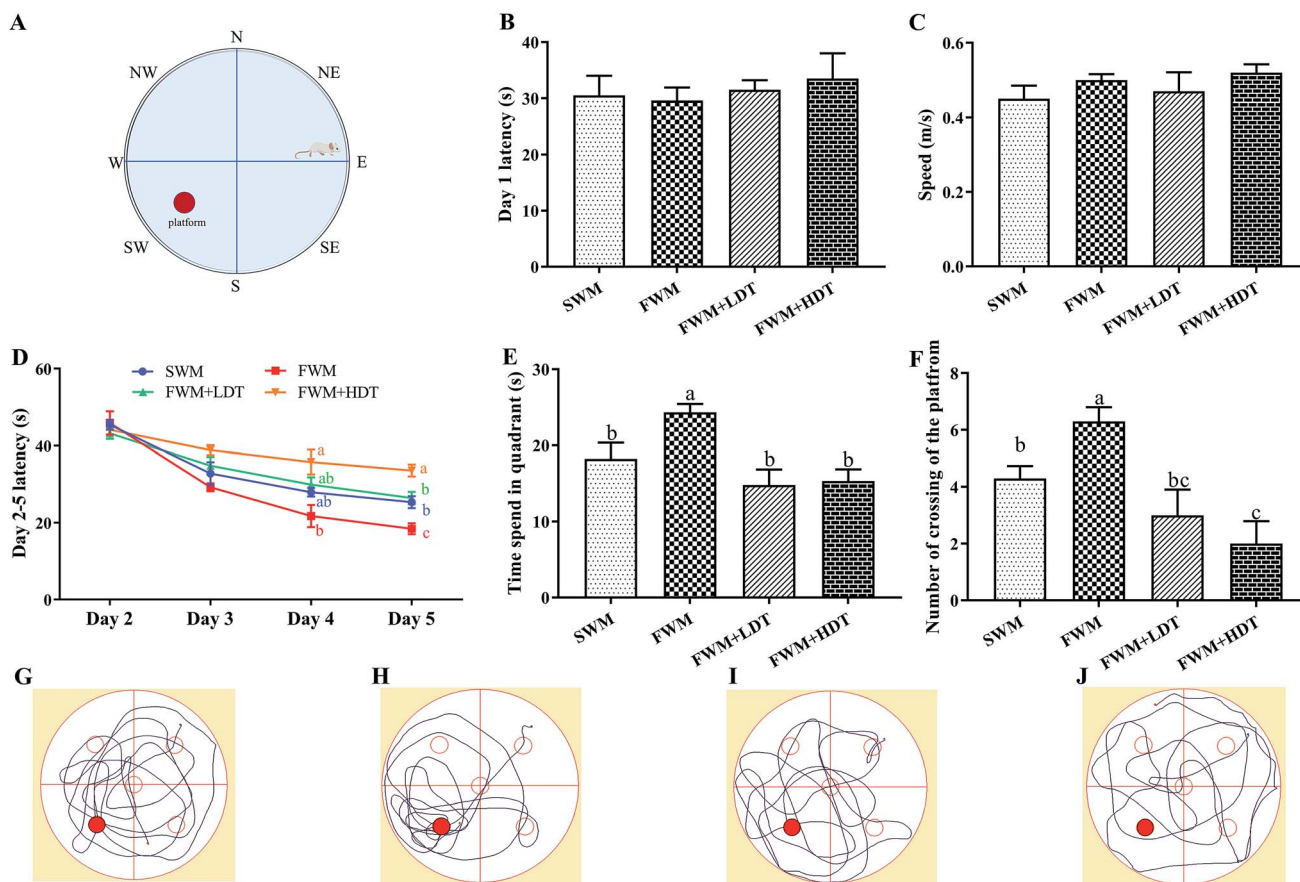 A
N
NW
NE
W
E
platform
SW
SE
S
B
Day 1 latency (s)
40
30
20
10
0
SWM
FWM
FWM+LDT
FWM+HDT
C
Speed (m/s)
0.6
0.4
0.2
0.0
SWM
FWM
FWM+LDT
FWM+HDT
D
Day 2-5 latency (s)
60
40
20
0
SWM
FWM
FWM+LDT
FWM+HDT
a
ab
ab
b
a
b
b
c
Day 2
Day 3
Day 4
Day 5
E
Time spend in quadrant (s)
30
20
10
0
b
a
b
b
SWM
FWM
FWM+LDT
FWM+HDT
F
Number of crossing of the platfrom
8
6
4
2
0
b
a
bc
c
SWM
FWM
FWM+LDT
FWM+HDT
G
H
I
J